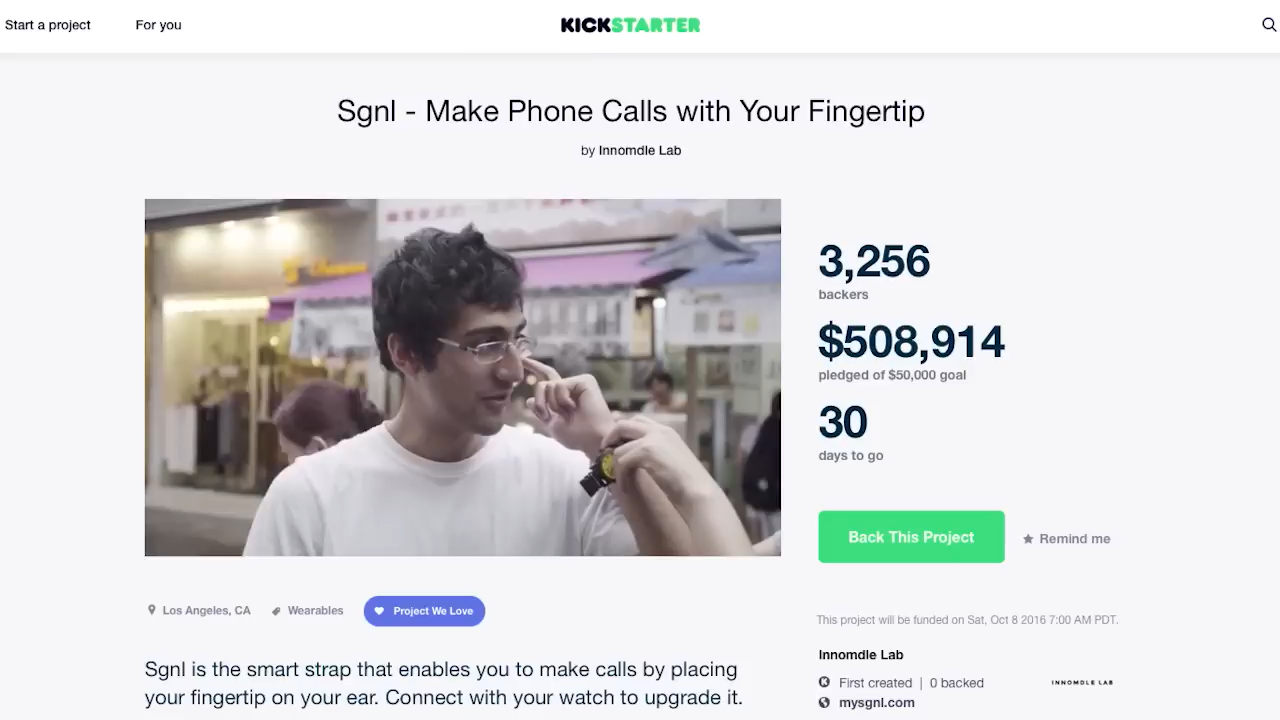 Start a project
For you
KICKSTARTER
Sgnl - Make Phone Calls with Your Fingertip
by Innomdle Lab
3,256
backers
$508,914
pledged of $50,000 goal
30
days to go
Back This Project
Remind me
Los Angeles, CA
Wearables
Project We Love
This project will be funded on Sat, Oct 8 2016 7:00 AM PDT.
Sgnl is the smart strap that enables you to make calls by placing
your fingertip on your ear. Connect with your watch to upgrade it.
Innomdle Lab
First created | 0 backed
INNOMDLE LAB
mysgnl.com